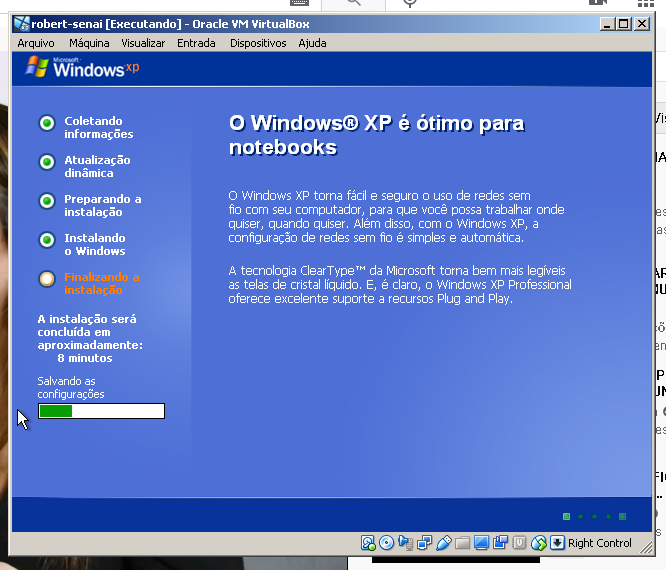 robert-senai [Executando] - Oracle VM VirtualBox
Arquivo Máquina Visualizar Entrada Dispositivos Ajuda
Microsoft
Windows xp
Coletando
informações
Atualização
dinâmica
Preparando a
instalação
Instalando
o Windows
Finalizando a
instalação
A instalação será
concluída em
aproximadamente:
8 minutos
Salvando as
configurações
O Windows® XP é ótimo para
notebooks
O Windows XP torna fácil e seguro o uso de redes sem
fio com seu computador, para que você possa trabalhar onde
quiser, quando quiser. Além disso, com o Windows XP, a
configuração de redes sem fio é simples e automática.
A tecnologia ClearType™ da Microsoft torna bem mais legíveis
as telas de cristal líquido. E, é claro, o Windows XP Professional
oferece excelente suporte a recursos Plug and Play.
Right Control